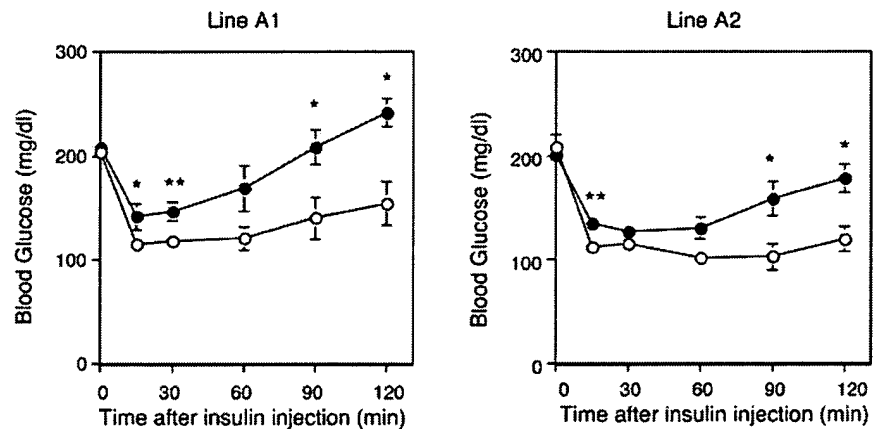 Line A1
300
200
100
0
Blood Glucose (mg/dl)
* ** * *
0 30 60 90 120
Time after insulin injection (min)
Line A2
300
200
100
0
Blood Glucose (mg/dl)
** * *
0 30 60 90 120
Time after insulin injection (min)